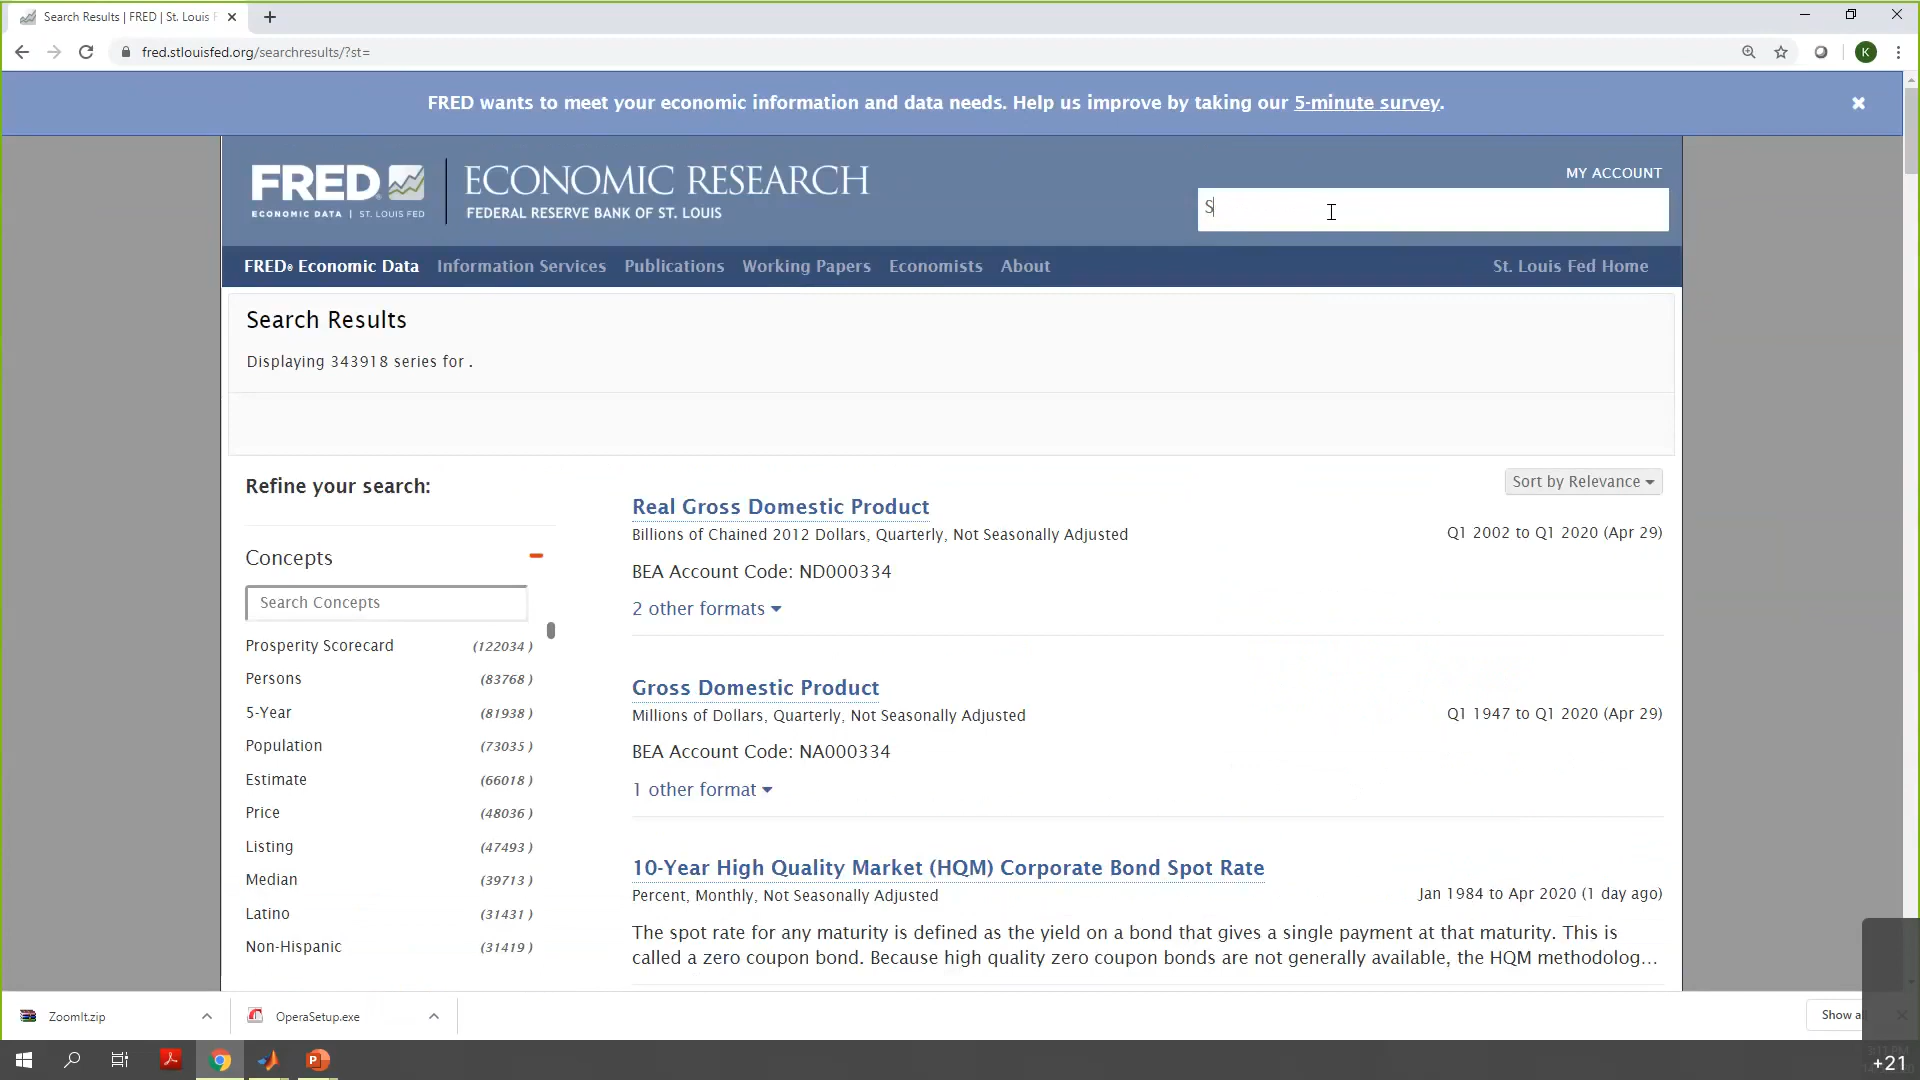 Search Results | FRED | St. Louis F
fred.stlouisfed.org/searchresults/?st=
K
FRED wants to meet your economic information and data needs. Help us improve by taking our 5-minute survey.
FRED
ECONOMIC DATA | ST. LOUIS FED
ECONOMIC RESEARCH
FEDERAL RESERVE BANK OF ST. LOUIS
MY ACCOUNT
S
FRED® Economic Data Information Services Publications Working Papers Economists About St. Louis Fed Home
Search Results
Displaying 343918 series for .
Refine your search:
Sort by Relevance
Concepts
Search Concepts
Prosperity Scorecard (122034 )
Persons (83768 )
5-Year (81938 )
Population (73035 )
Estimate (66018 )
Price (48036 )
Listing (47493 )
Median (39713 )
Latino (31431 )
Non-Hispanic (31419 )
Real Gross Domestic Product
Billions of Chained 2012 Dollars, Quarterly, Not Seasonally Adjusted
Q1 2002 to Q1 2020 (Apr 29)
BEA Account Code: ND000334
2 other formats
Gross Domestic Product
Millions of Dollars, Quarterly, Not Seasonally Adjusted
Q1 1947 to Q1 2020 (Apr 29)
BEA Account Code: NA000334
1 other format
10-Year High Quality Market (HQM) Corporate Bond Spot Rate
Percent, Monthly, Not Seasonally Adjusted
Jan 1984 to Apr 2020 (1 day ago)
The spot rate for any maturity is defined as the yield on a bond that gives a single payment at that maturity. This is
called a zero coupon bond. Because high quality zero coupon bonds are not generally available, the HQM methodolog...
ZoomIt.zip
OperaSetup.exe
Show a
+21